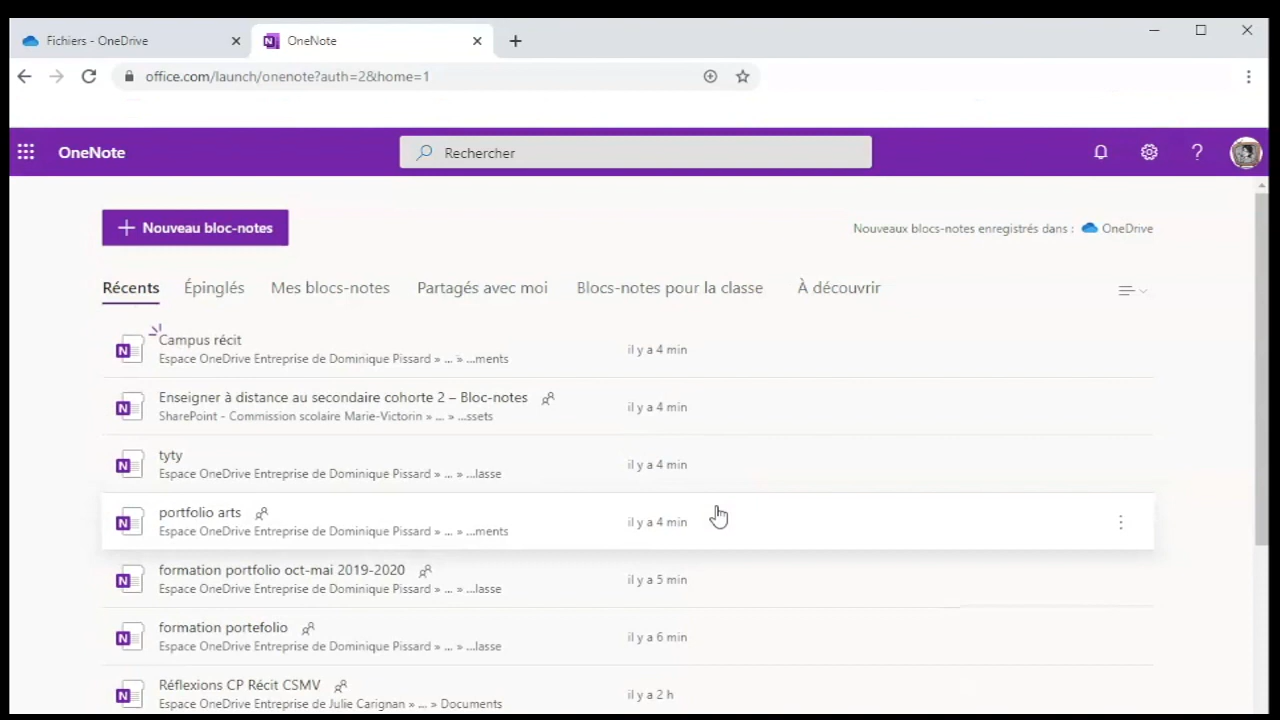 Fichiers - OneDrive
OneNote
office.com/launch/onenote?auth=2&home=1
OneNote
Rechercher
?
Nouveau bloc-notes
Nouveaux blocs-notes enregistrés dans : OneDrive
Récents Épinglés Mes blocs-notes Partagés avec moi Blocs-notes pour la classe À découvrir
Campus récit
il y a 4 min
Espace OneDrive Entreprise de Dominique Pissard » ... » ...ments
Enseigner à distance au secondaire cohorte 2 – Bloc-notes
il y a 4 min
SharePoint - Commission scolaire Marie-Victorin » ... » ...ssets
tyty
il y a 4 min
Espace OneDrive Entreprise de Dominique Pissard » ... » ...lasse
portfolio arts
il y a 4 min
Espace OneDrive Entreprise de Dominique Pissard » ... » ...ments
formation portfolio oct-mai 2019-2020
il y a 5 min
Espace OneDrive Entreprise de Dominique Pissard » ... » ...lasse
formation portefolio
il y a 6 min
Espace OneDrive Entreprise de Dominique Pissard » ... » ...lasse
Réflexions CP Récit CSMV
il y a 2 h
Espace OneDrive Entreprise de Julie Carignan » ... » Documents